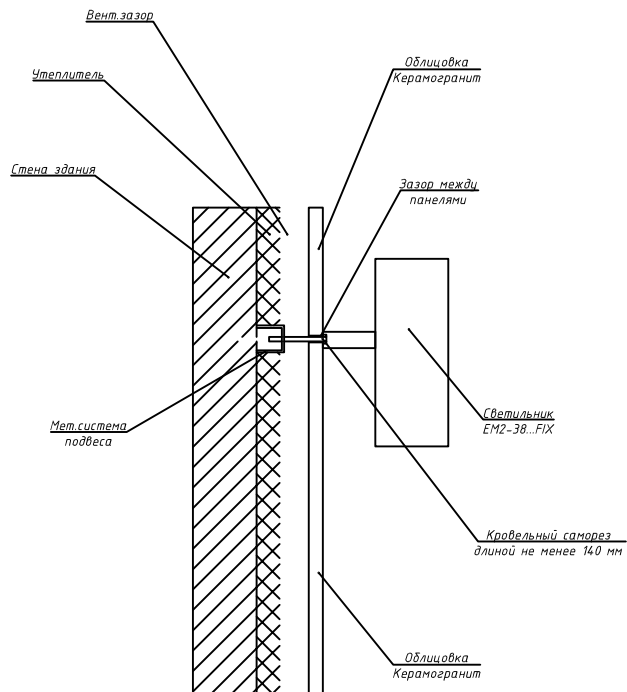 Вент.зазор
Утеплитель
Облицовка
Керамогранит
Стена здания
Зазор между
панелями
Светильник
EM2-38...FIX
Мет.система
подвеса
Кровельный саморез
длиной не менее 140 мм
Облицовка
Керамогранит